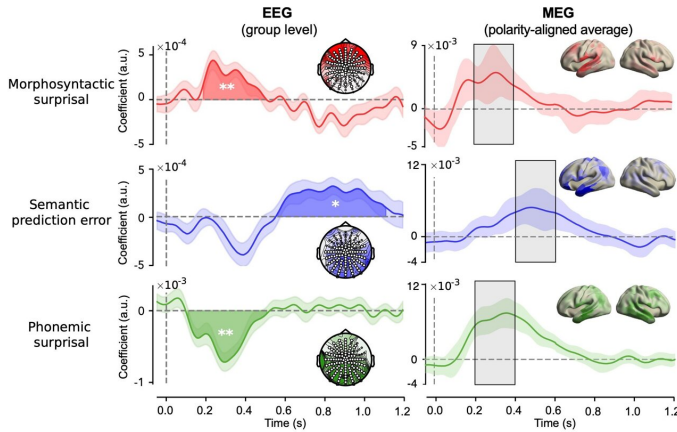 EEG
(group level)
MEG
(polarity-aligned average)
Morphosyntactic
surprisal
Coefficient (a.u.)
5
0
-5
×10⁻⁴
**
9
0
-5
×10⁻³
Semantic
prediction error
Coefficient (a.u.)
5
0
-5
×10⁻⁴
*
12
0
-4
×10⁻³
Phonemic
surprisal
Coefficient (a.u.)
0
-1
×10⁻³
**
12
0
-4
×10⁻³
0.0 0.2 0.4 0.6 0.8 1.0 1.2
Time (s)
0.0 0.2 0.4 0.6 0.8 1.0 1.2
Time (s)